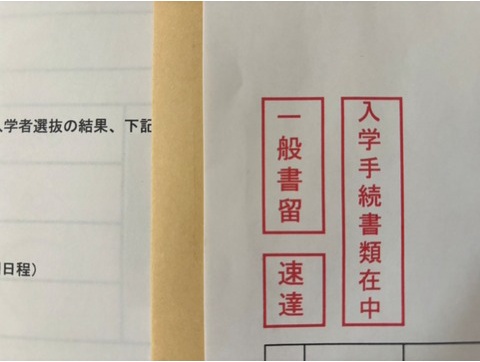 入学者選抜の結果、下記
日程)
入学手続書類在中
一般書留
速達